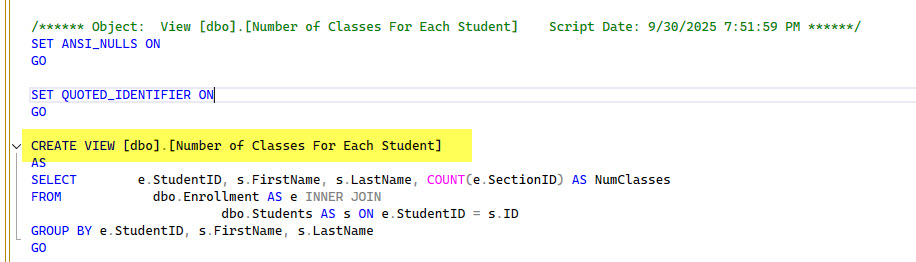 /****** Object:  View [dbo].[Number of Classes For Each Student]    Script Date: 9/30/2025 7:51:59 PM ******/
SET ANSI_NULLS ON
GO
SET QUOTED_IDENTIFIER ON
GO
CREATE VIEW [dbo].[Number of Classes For Each Student]
AS
SELECT        e.StudentID, s.FirstName, s.LastName, COUNT(e.SectionID) AS NumClasses
FROM            dbo.Enrollment AS e INNER JOIN
                         dbo.Students AS s ON e.StudentID = s.ID
GROUP BY e.StudentID, s.FirstName, s.LastName
GO